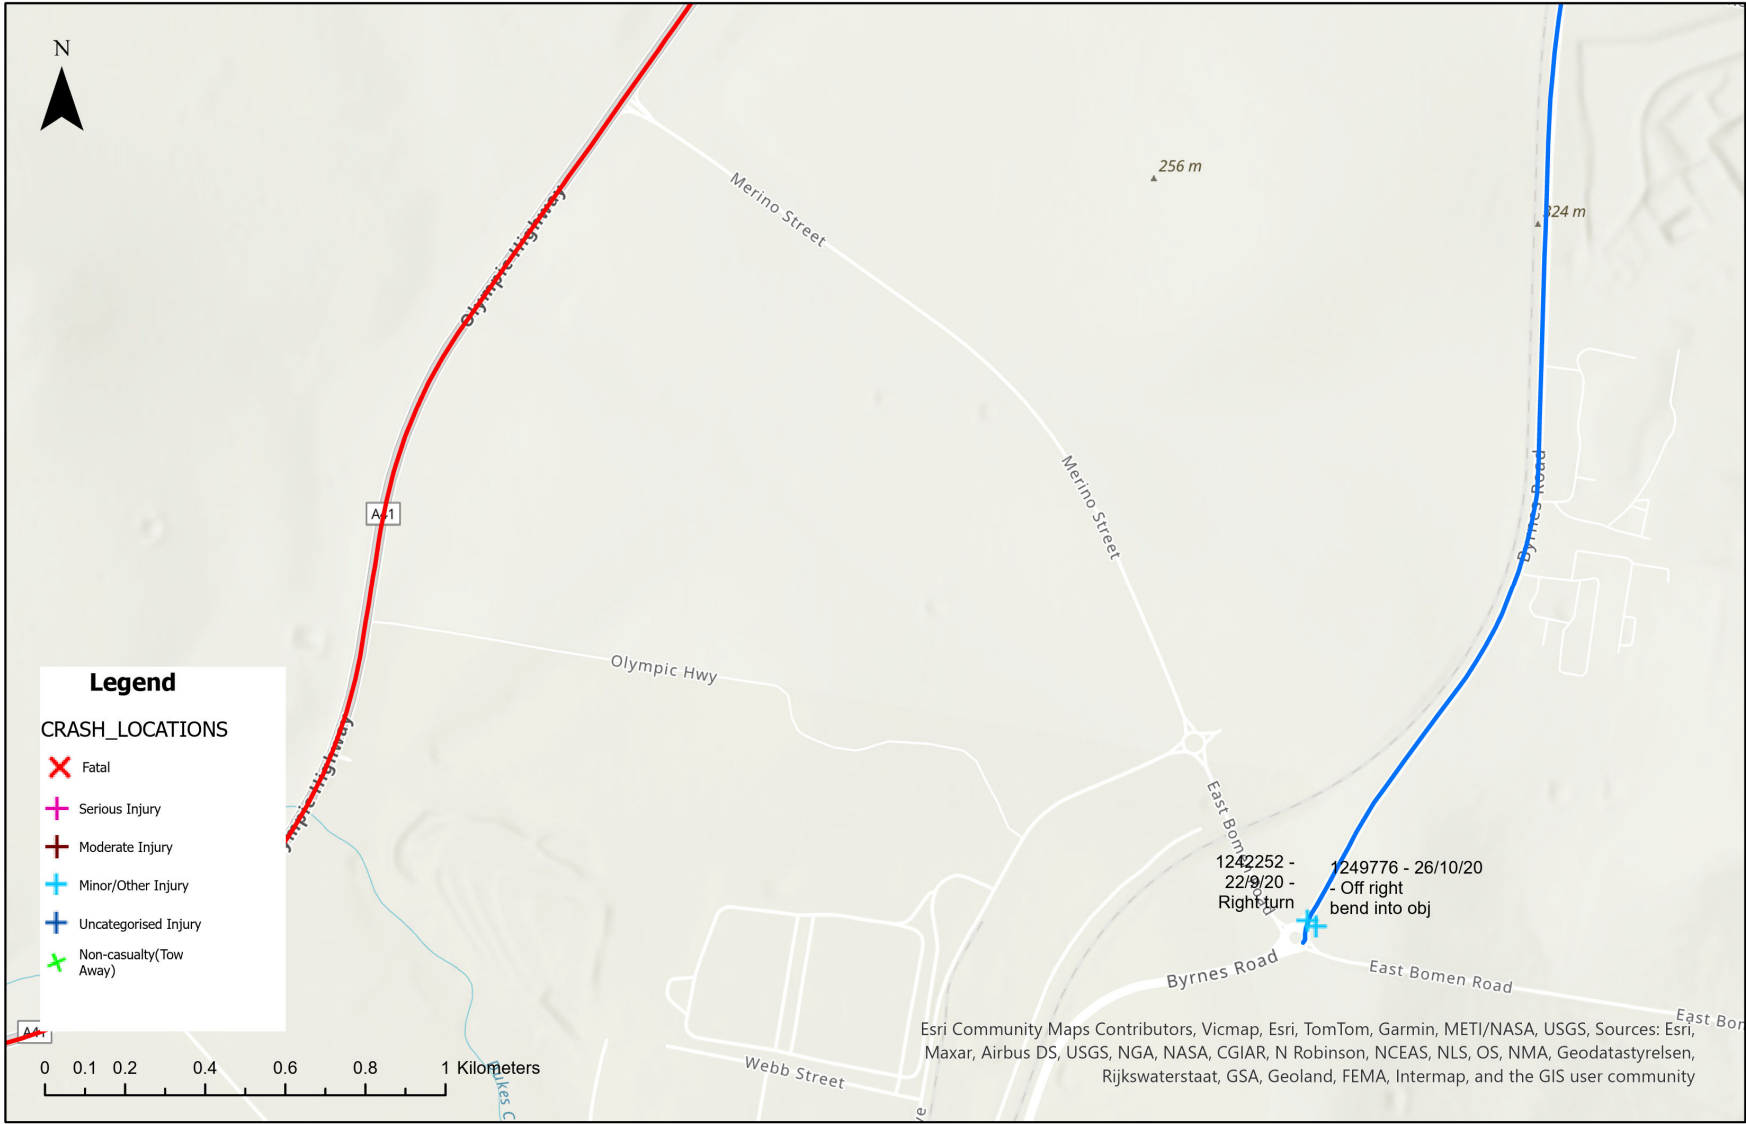 N
256 m
324 m
Merino Street
Olympic Highway
Merino Street
Byrnes Road
A41
Olympic Hwy
Legend
CRASH_LOCATIONS
Fatal
Serious Injury
Moderate Injury
Minor/Other Injury
Uncategorised Injury
Non-casualty(Tow
Away)
Highway
East Bomen Road
1242252 -
22/9/20 -
Right turn
1249776 - 26/10/20
- Off right
bend into obj
Byrnes Road
East Bomen Road
East Bom
A41
Webb Street
Esri Community Maps Contributors, Vicmap, Esri, TomTom, Garmin, METI/NASA, USGS, Sources: Esri,
Maxar, Airbus DS, USGS, NGA, NASA, CGIAR, N Robinson, NCEAS, NLS, OS, NMA, Geodatastyrelsen,
Rijkswaterstaat, GSA, Geoland, FEMA, Intermap, and the GIS user community
0 0.1 0.2 0.4 0.6 0.8 1 Kilometers